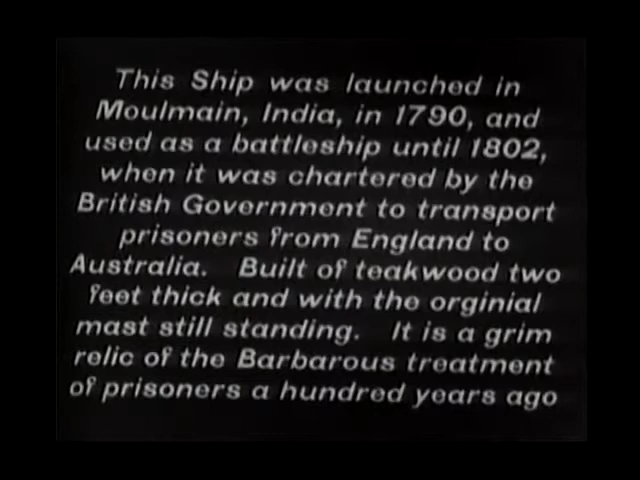 This Ship was launched in
Moulmain, India, in 1790, and
used as a battleship until 1802,
when it was chartered by the
British Government to transport
prisoners from England to
Australia. Built of teakwood two
feet thick and with the orginial
mast still standing. It is a grim
relic of the Barbarous treatment
of prisoners a hundred years ago